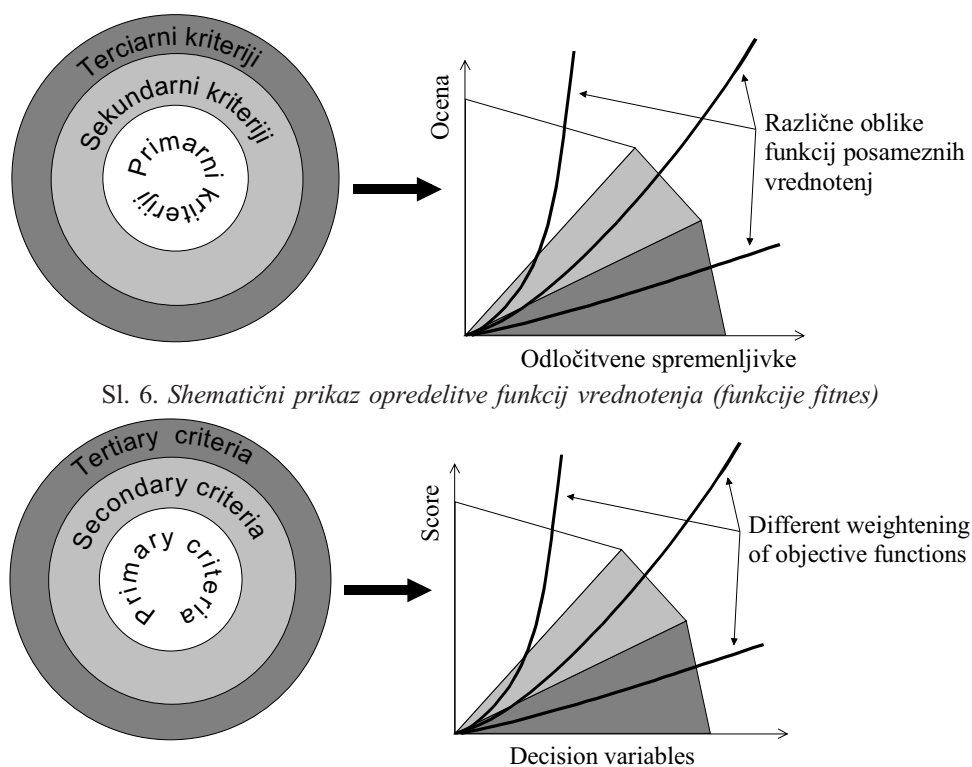 Terciarni kriteriji
Sekundarni kriteriji
Primarni kriteriji
Ocena
Različne oblike
funkcij posameznih
vrednotenj
Odločitvene spremenljivke
Sl. 6. Shematični prikaz opredelitve funkcij vrednotenja (funkcije fitnes)
Tertiary criteria
Secondary criteria
Primary criteria
Score
Different weightening
of objective functions
Decision variables